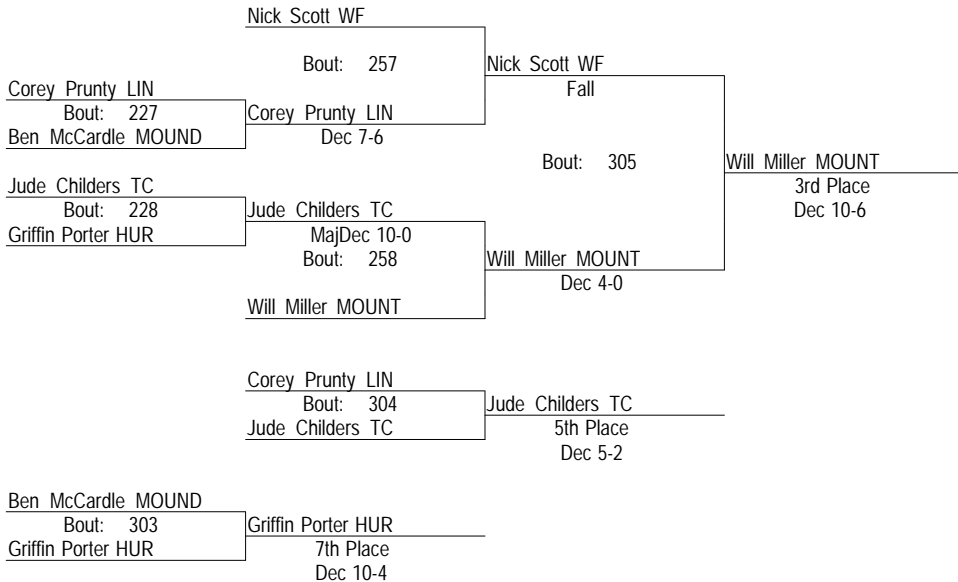 Nick Scott WF
Bout: 257
Nick Scott WF
Fall
Corey Prunty LIN
Bout: 227
Corey Prunty LIN
Ben McCardle MOUND
Dec 7-6
Bout: 305
Will Miller MOUNT
3rd Place
Dec 10-6
Jude Childers TC
Bout: 228
Jude Childers TC
Griffin Porter HUR
MajDec 10-0
Bout: 258
Will Miller MOUNT
Dec 4-0
Will Miller MOUNT
Corey Prunty LIN
Bout: 304
Jude Childers TC
Jude Childers TC
5th Place
Dec 5-2
Ben McCardle MOUND
Bout: 303
Griffin Porter HUR
Griffin Porter HUR
7th Place
Dec 10-4